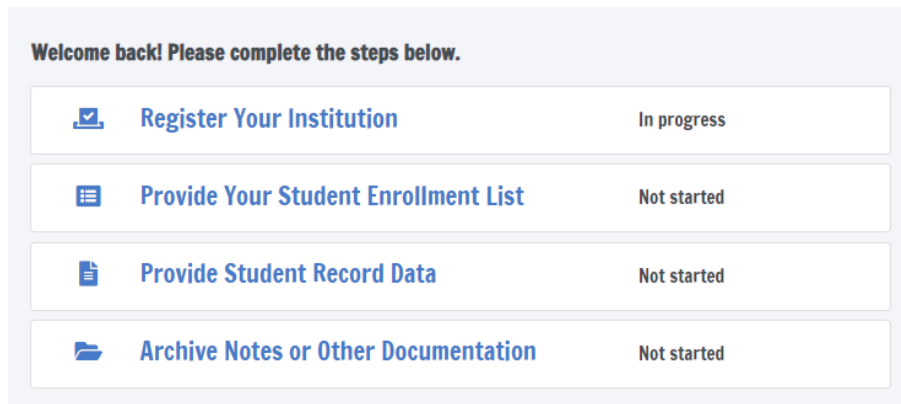 Welcome back! Please complete the steps below.
Register Your Institution In progress
Provide Your Student Enrollment List Not started
Provide Student Record Data Not started
Archive Notes or Other Documentation Not started